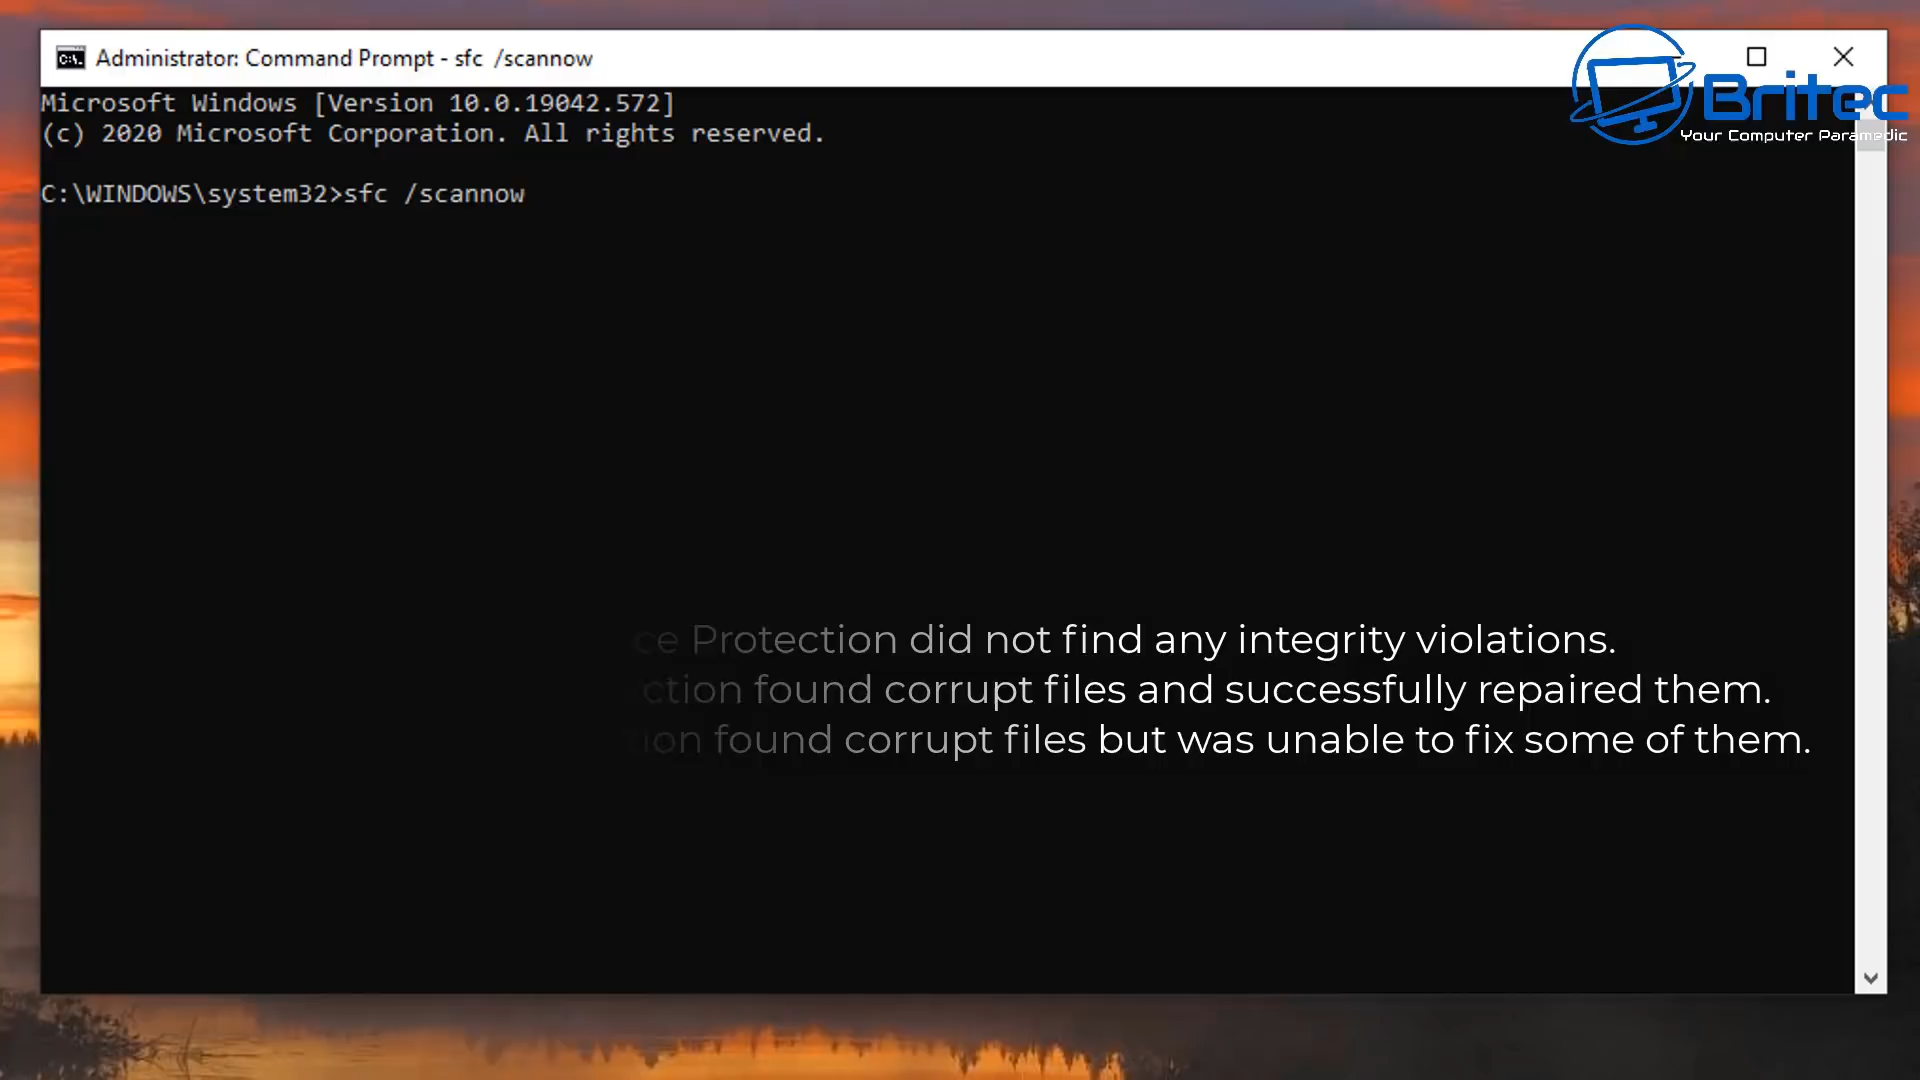 Administrator: Command Prompt - sfc /scannow
Britec
Your Computer Paramedic
Microsoft Windows [Version 10.0.19042.572]
(c) 2020 Microsoft Corporation. All rights reserved.
C:\WINDOWS\system32>sfc /scannow
ce Protection did not find any integrity violations.
ction found corrupt files and successfully repaired them.
ion found corrupt files but was unable to fix some of them.